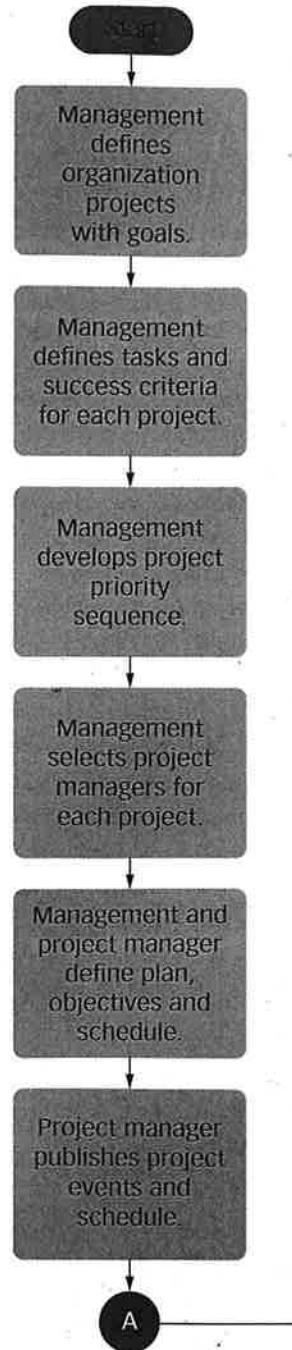 Start
Management
defines
organization
projects
with goals.
Management
defines tasks and
success criteria
for each project.
Management
develops project
priority
sequence.
Management
selects project
managers for
each project.
Management and
project manager
define plan,
objectives and
schedule.
Project manager
publishes project
events and
schedule.
A